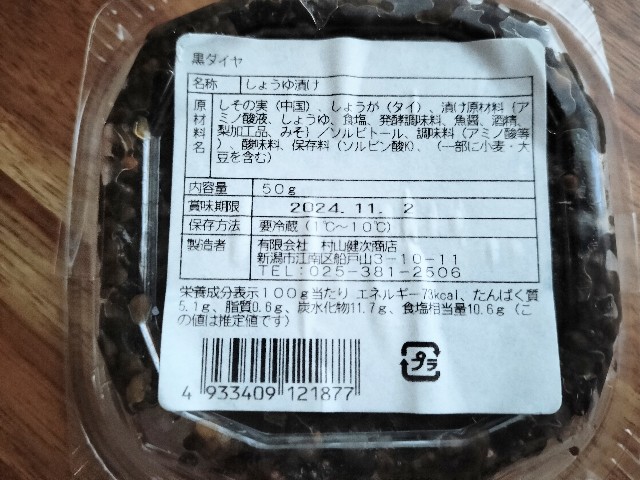 黒ダイヤ
名称 しょうゆ漬け
原材料名 しその実（中国）、しょうが（タイ）、漬け原材料｛ア
ミノ酸液、しょうゆ、食塩、発酵調味料、魚醤、酒精、
梨加工品、みそ｝／ソルビトール、調味料（アミノ酸等
）、酸味料、保存料（ソルビン酸K）、（一部に小麦・大
豆を含む）
内容量 50g
賞味期限 2024.11. 2
保存方法 要冷蔵（1℃～10℃）
製造者 有限会社 村山健次商店
新潟市江南区船戸山3-10-11
TEL:025-381-2506
栄養成分表示100g当たり エネルギー73kcal、たんぱく質
5.1g、脂質0.6g、炭水化物11.7g、食塩相当量10.6g（こ
の値は推定値です）
プラ
4 933409 121877